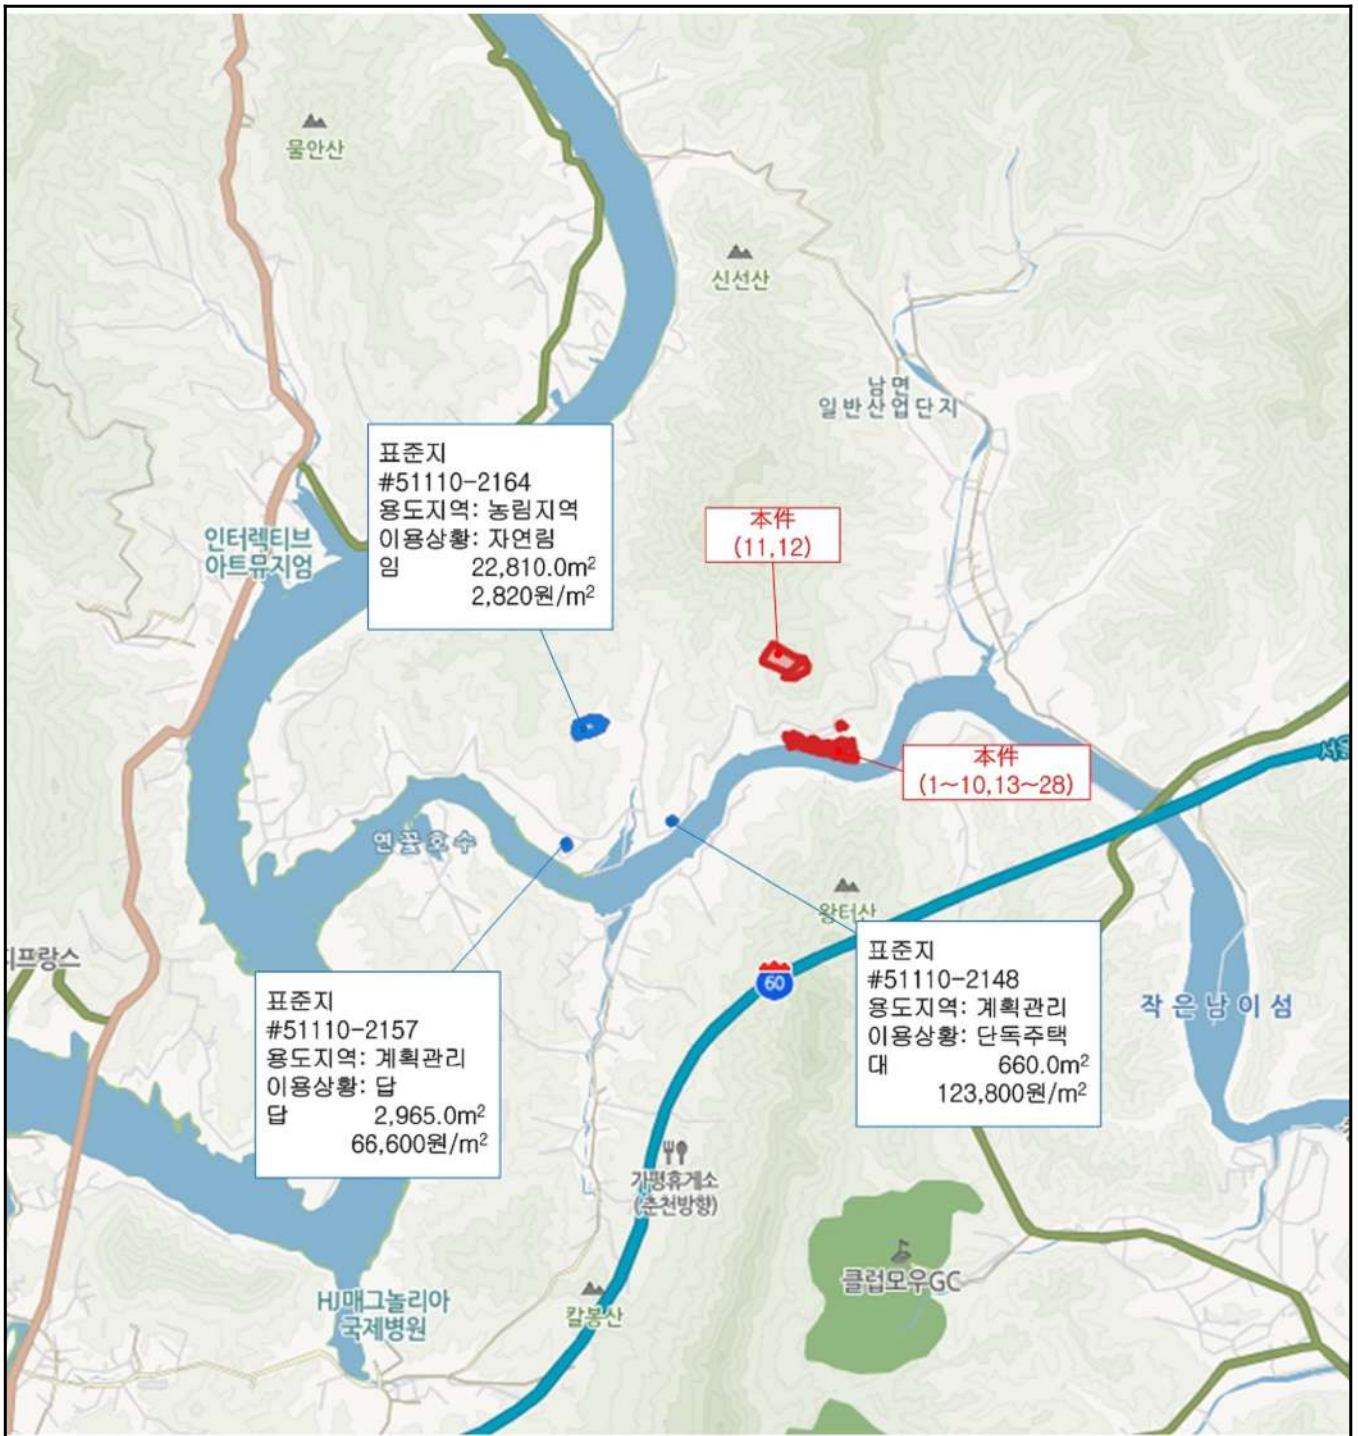 물안산
신선산
남면
일반산업단지
표준지
#51110-2164
용도지역: 농림지역
이용상황: 자연림
임 22,810.0m²
2,820원/m²
本件
(11,12)
인터렉티브
아트뮤지엄
本件
(1~10,13~28)
서울
연꽃호수
왕터산
표준지
#51110-2148
용도지역: 계획관리
이용상황: 단독주택
대 660.0m²
123,800원/m²
티프랑스
60
표준지
#51110-2157
용도지역: 계획관리
이용상황: 답
답 2,965.0m²
66,600원/m²
작은남이섬
가평휴게소
(춘천방향)
클럽모우GC
HJ매그놀리아
국제병원
칼봉산